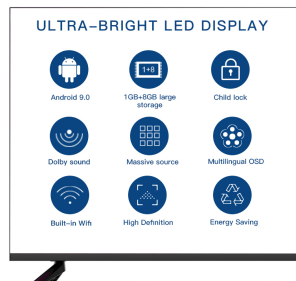 ULTRA-BRIGHT LED DISPLAY
1+8
Android 9.0
1GB+8GB large
storage
Child lock
Dolby sound
Massive source
Multilingual OSD
Built-in Wifi
High Definition
Energy Saving